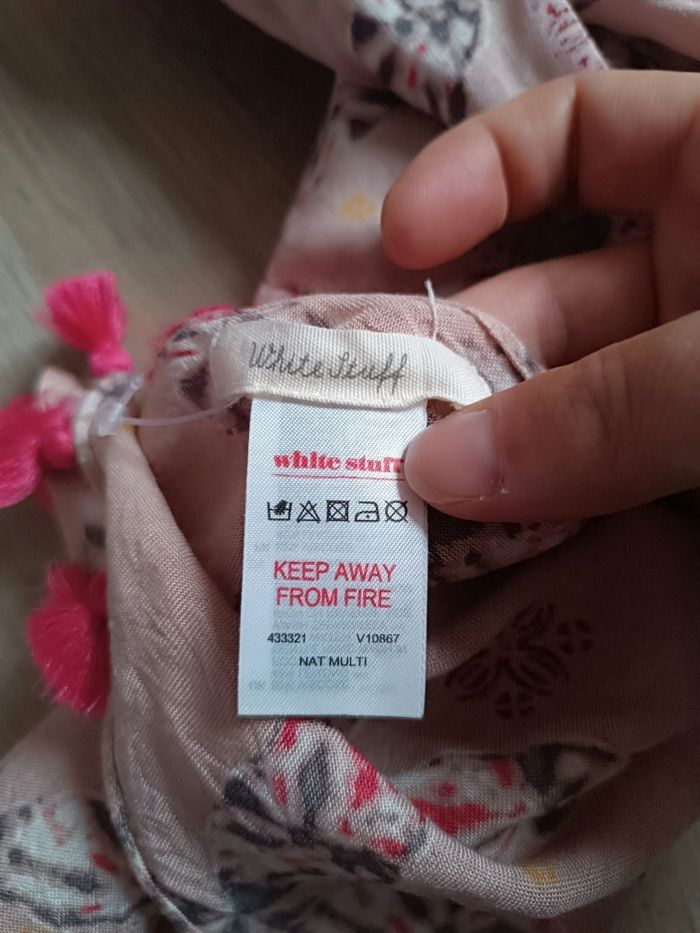 White Stuff
white stuff
KEEP AWAY
FROM FIRE
433321 V10867
NAT MULTI